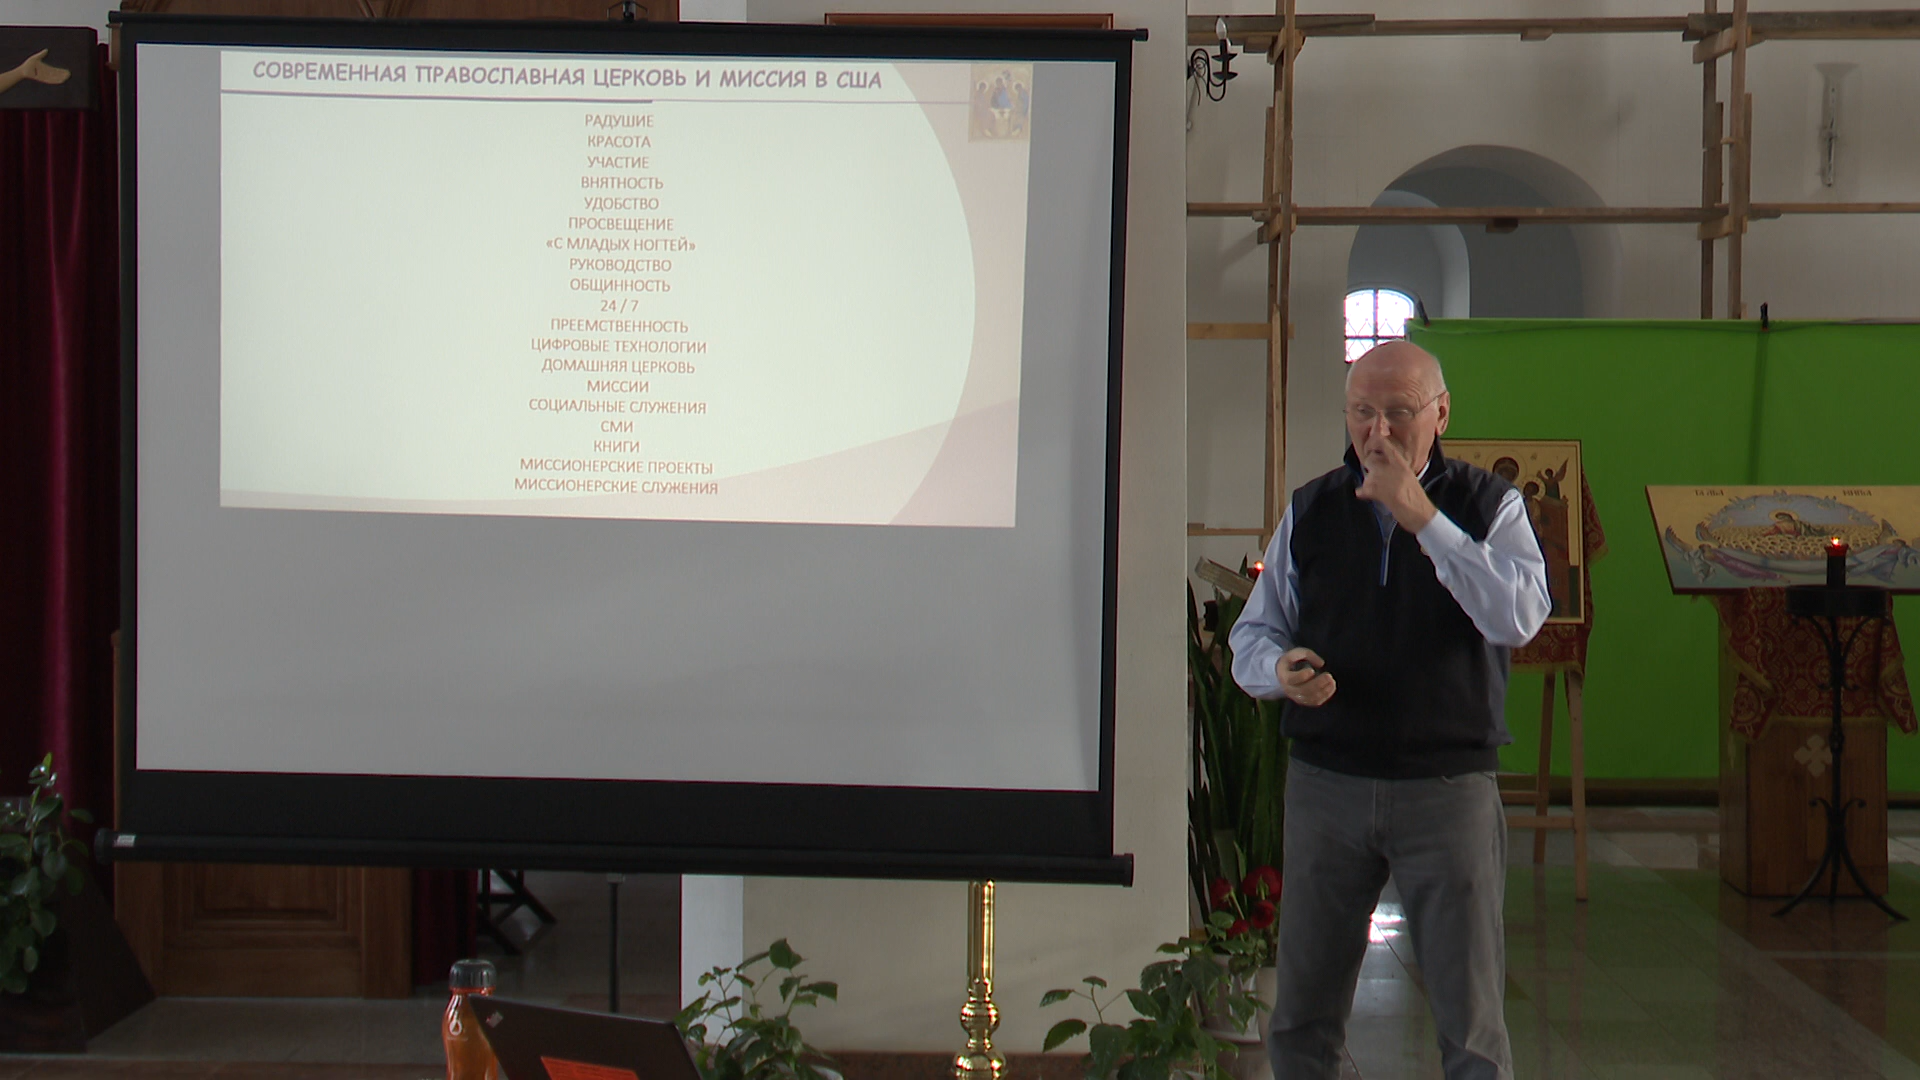 СОВРЕМЕННАЯ ПРАВОСЛАВНАЯ ЦЕРКОВЬ И МИССИЯ В США
РАДУШИЕ
КРАСОТА
УЧАСТИЕ
ВНЯТНОСТЬ
УДОБСТВО
ПРОСВЕЩЕНИЕ
«С МЛАДЫХ НОГТЕЙ»
РУКОВОДСТВО
ОБЩИННОСТЬ
24 / 7
ПРЕЕМСТВЕННОСТЬ
ЦИФРОВЫЕ ТЕХНОЛОГИИ
ДОМАШНЯЯ ЦЕРКОВЬ
МИССИИ
СОЦИАЛЬНЫЕ СЛУЖЕНИЯ
СМИ
КНИГИ
МИССИОНЕРСКИЕ ПРОЕКТЫ
МИССИОНЕРСКИЕ СЛУЖЕНИЯ